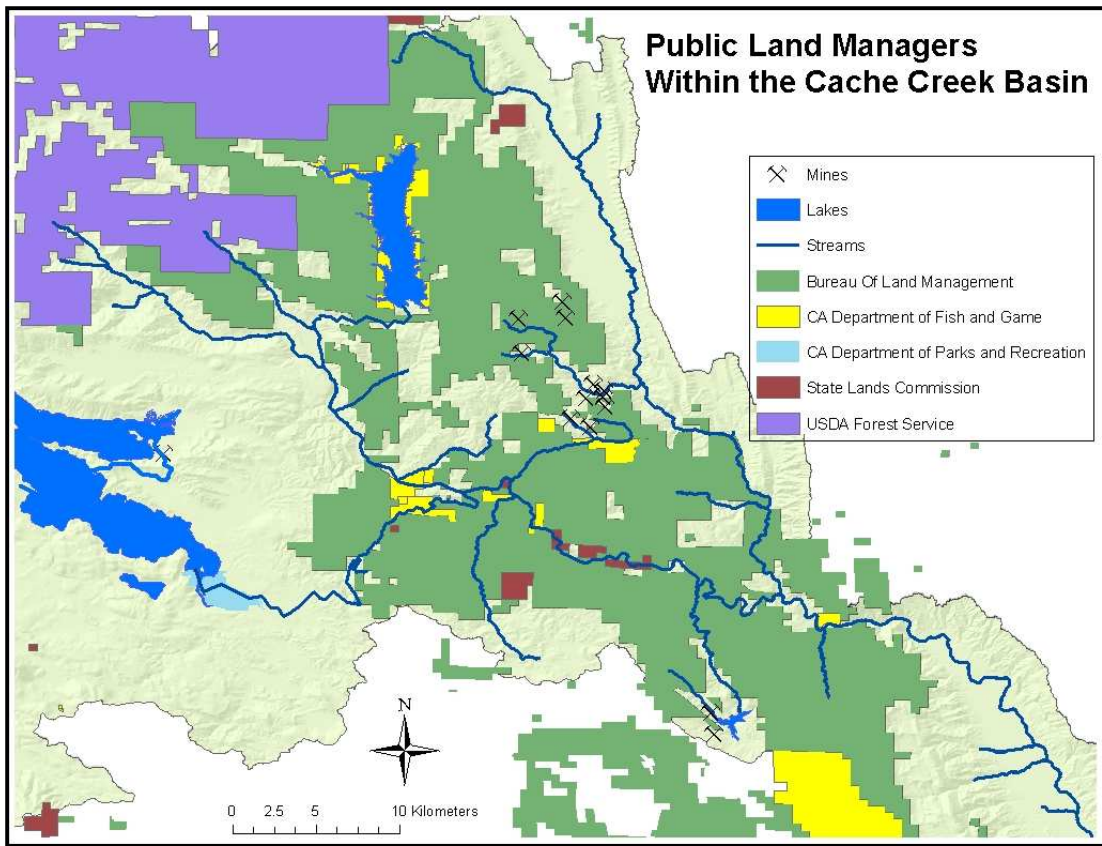 Public Land Managers
Within the Cache Creek Basin
Mines
Lakes
Streams
Bureau Of Land Management
CA Department of Fish and Game
CA Department of Parks and Recreation
State Lands Commission
USDA Forest Service
N
0 2.5 5 10 Kilometers